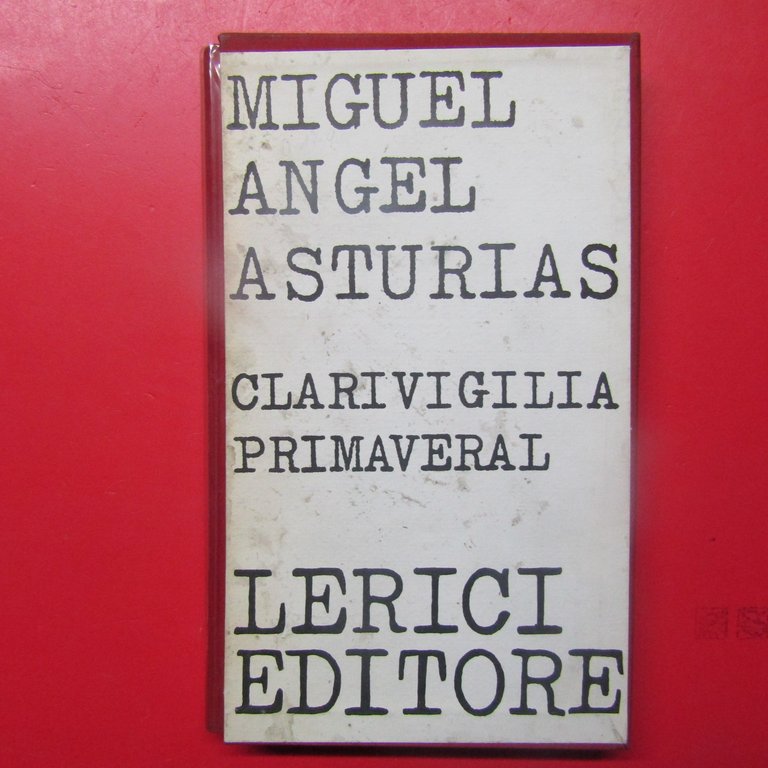 MIGUEL
ANGEL
ASTURIAS
CLARIVIGILIA
PRIMAVERAL
LERICI
EDITORE